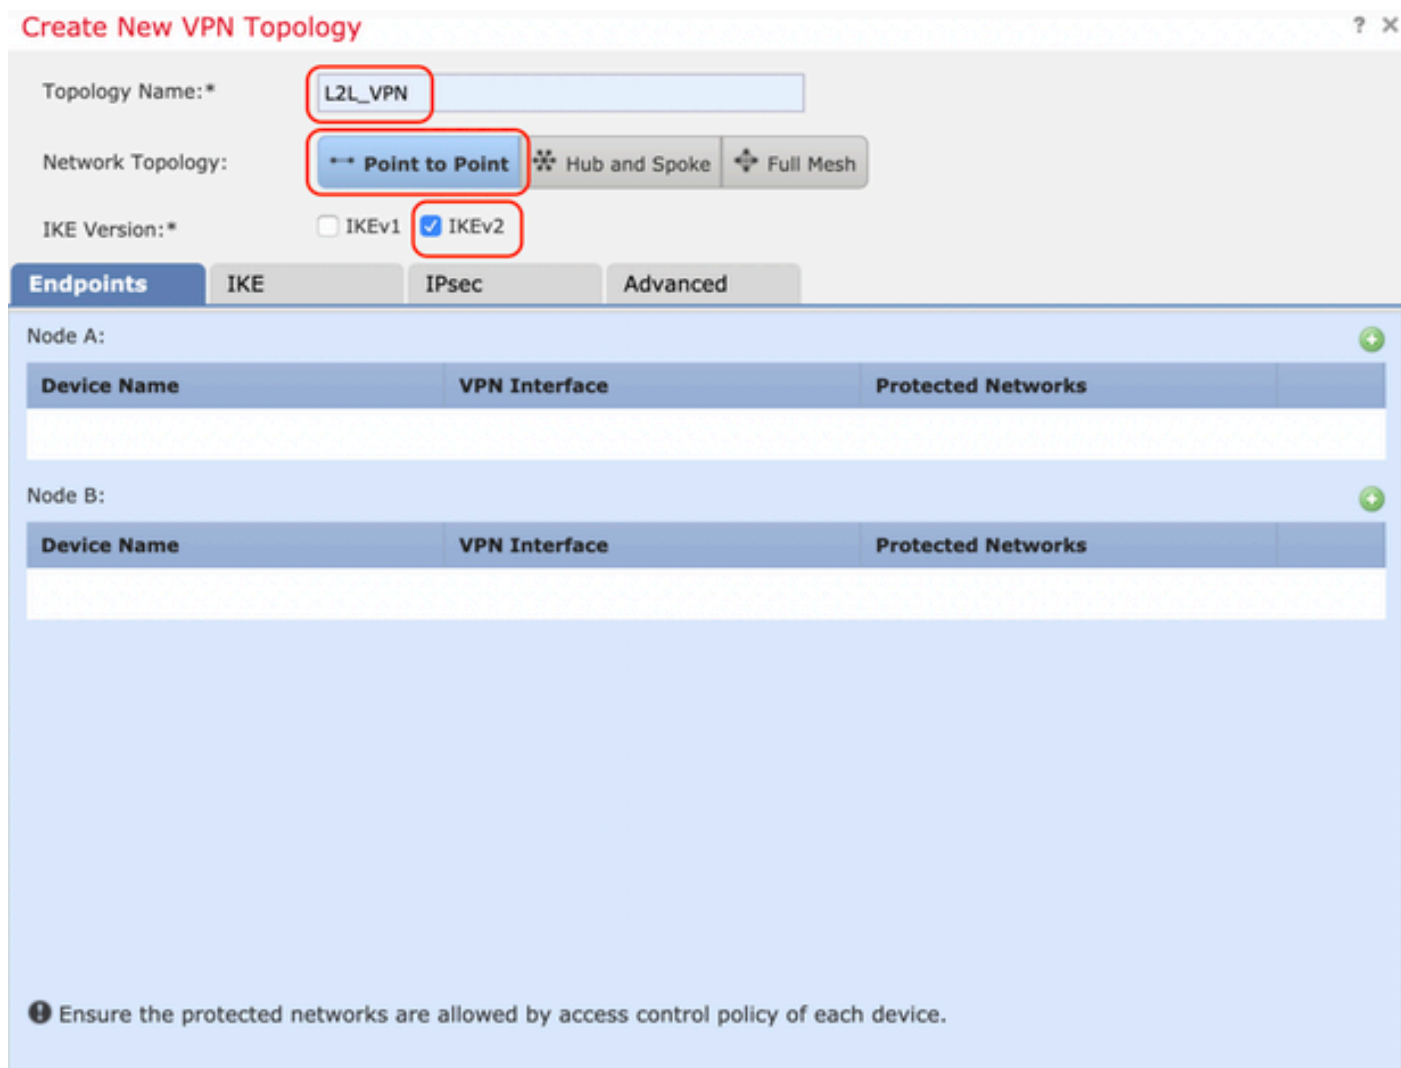 Create New VPN Topology ? ×
Topology Name:* L2L_VPN
Network Topology: Point to Point Hub and Spoke Full Mesh
IKE Version:* IKEv1 IKEv2
Endpoints IKE IPsec Advanced
Node A:
Device Name VPN Interface Protected Networks
Node B:
Device Name VPN Interface Protected Networks
Ensure the protected networks are allowed by access control policy of each device.